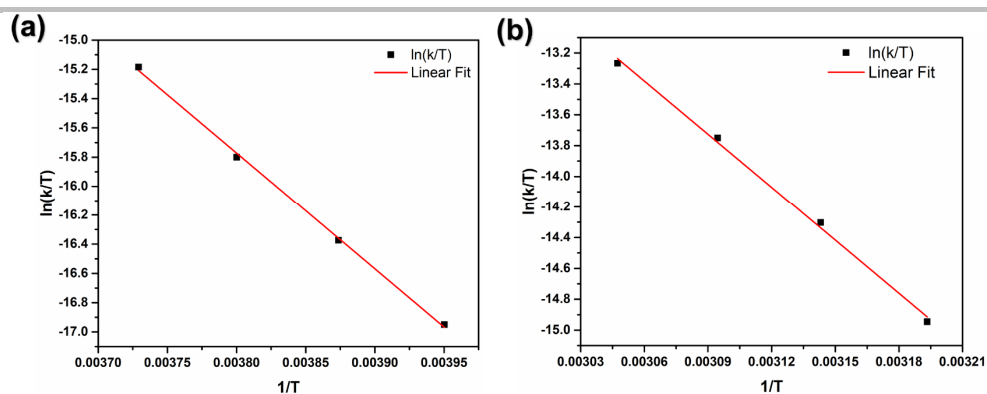 (a)
-15.0
-15.2
-15.4
-15.6
-15.8
-16.0
-16.2
-16.4
-16.6
-16.8
-17.0
ln(k/T)
ln(k/T)
Linear Fit
0.00370 0.00375 0.00380 0.00385 0.00390 0.00395
1/T
(b)
-13.2
-13.4
-13.6
-13.8
-14.0
-14.2
-14.4
-14.6
-14.8
-15.0
ln(k/T)
ln(k/T)
Linear Fit
0.00303 0.00306 0.00309 0.00312 0.00315 0.00318 0.00321
1/T